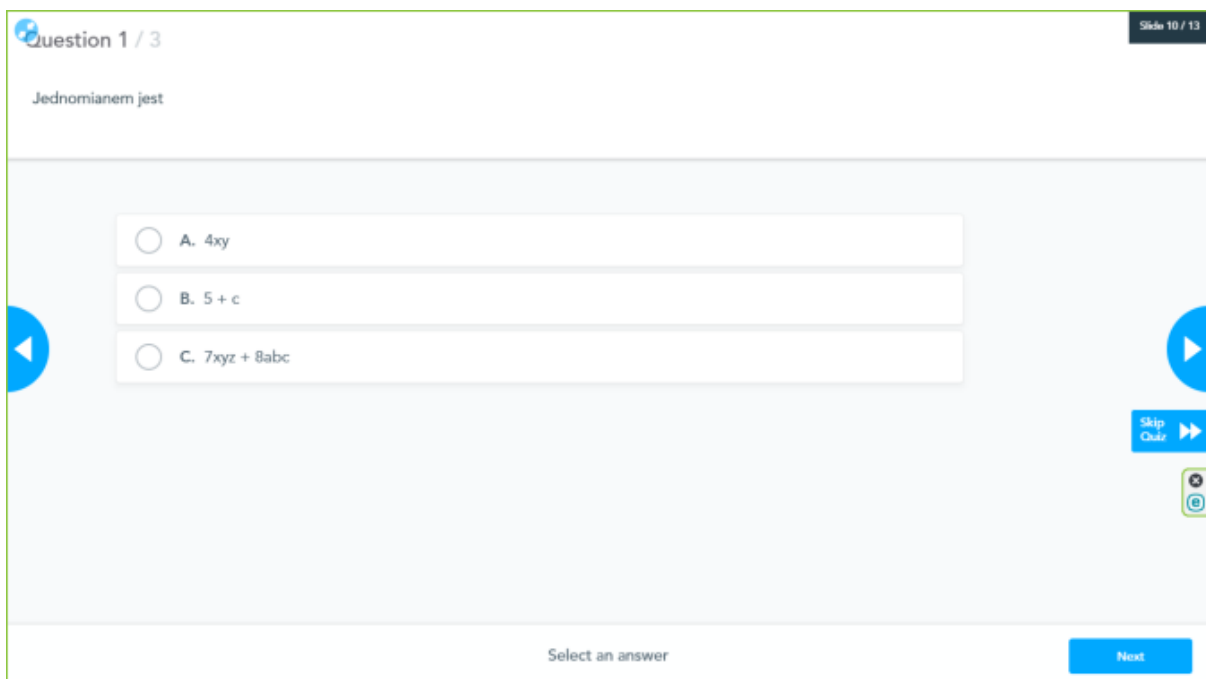 Question 1 / 3
Slide 10 / 13
Jednomianem jest
A. 4xy
B. 5 + c
C. 7xyz + 8abc
Skip
Quiz
e
Select an answer
Next